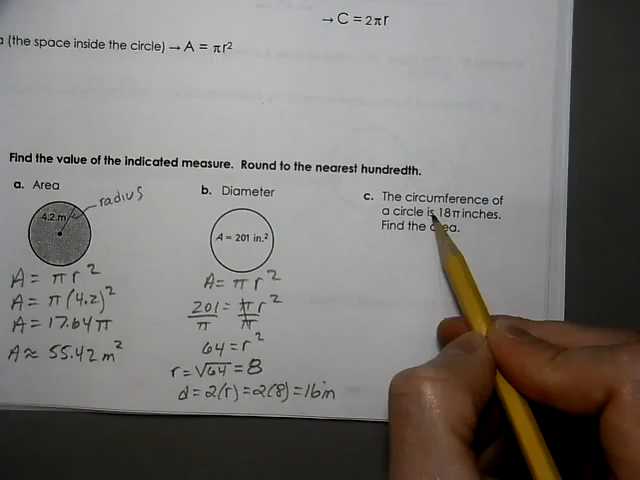 → C = 2πr
(the space inside the circle) → A = πr²
Find the value of the indicated measure. Round to the nearest hundredth.
a. Area
4.2 m
radius
A = πr²
A = π(4.2)²
A = 17.64π
A ≈ 55.42 m²
b. Diameter
A = 201 in.²
A = πr²
201 = πr²
π π
64 = r²
r = √64 = 8
d = 2(r) = 2(8) = 16in
c. The circumference of
a circle is 18π inches.
Find the area.